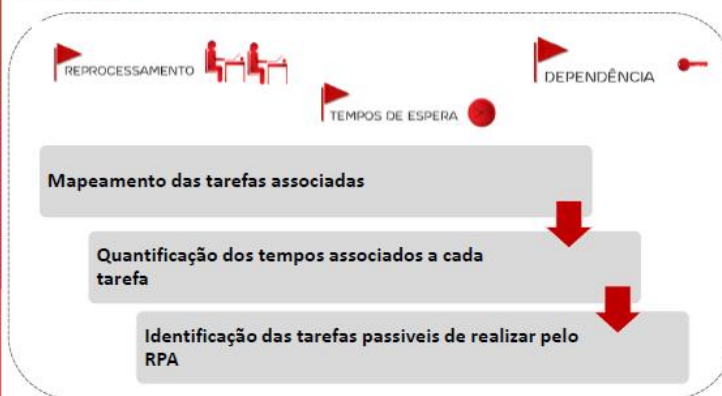 REPROCESSAMENTO
DEPENDÊNCIA
TEMPOS DE ESPERA
Mapeamento das tarefas associadas
Quantificação dos tempos associados a cada
tarefa
Identificação das tarefas passiveis de realizar pelo
RPA